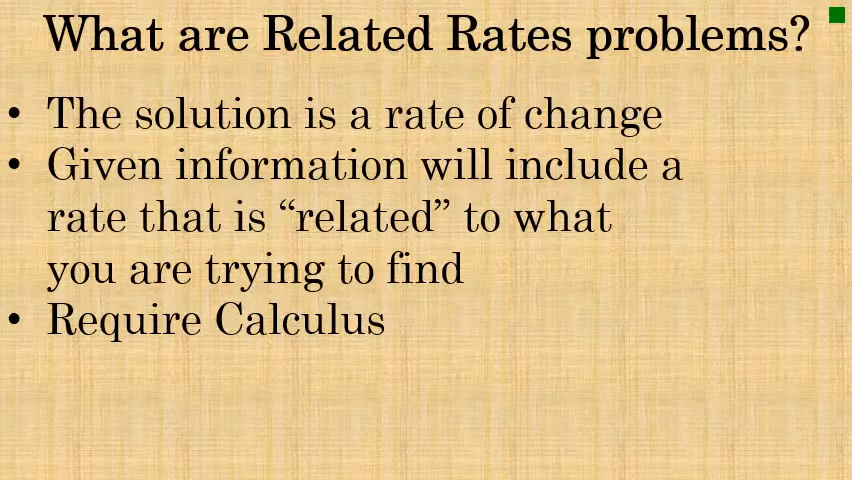 What are Related Rates problems?
• The solution is a rate of change
• Given information will include a
rate that is “related” to what
you are trying to find
• Require Calculus